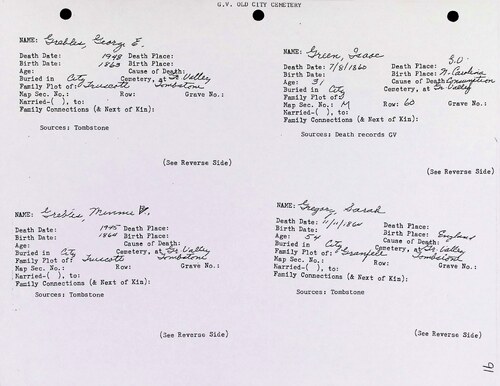 G.V. OLD CITY CEMETERY
NAME: Grebles, George E.
Death Date: 1948 Death Place:
Birth Date: 1863 Birth Place:
Age: Cause of Death:
Buried in City Cemetery, at Gr. Valley
Family Plot of: Truscott Tombstone
Map Sec. No.: Row: Grave No.:
Married-( ), to:
Family Connections (& Next of Kin):
Sources: Tombstone
(See Reverse Side)
NAME: Green, Isaac
Death Date: 7/8/1860 Death Place: G.V.
Birth Date: Birth Place: N. Carolina
Age: 31 Cause of Death: Consumption
Buried in City Cemetery, at Gr. Valley
Family Plot of:
Map Sec. No.: M Row: 60 Grave No.:
Married-( ), to:
Family Connections (& Next of Kin):
Sources: Death records GV
(See Reverse Side)
NAME: Grebles, Minnie
Death Date: 1945 Death Place:
Birth Date: 1864 Birth Place:
Age: Cause of Death:
Buried in City Cemetery, at Gr. Valley
Family Plot of: Truscott Tombstone
Map Sec. No.: Row: Grave No.:
Married-( ), to:
Family Connections (& Next of Kin):
Sources: Tombstone
(See Reverse Side)
NAME: Gregory, Sarah
Death Date: Death Place:
Birth Date: Birth Place: England
Age: 54 Cause of Death:
Buried in City Cemetery, at Gr. Valley
Family Plot of: Granfell Tombstone
Map Sec. No.: Row: Grave No.:
Married-( ), to:
Family Connections (& Next of Kin):
Sources: Tombstone
(See Reverse Side)
91